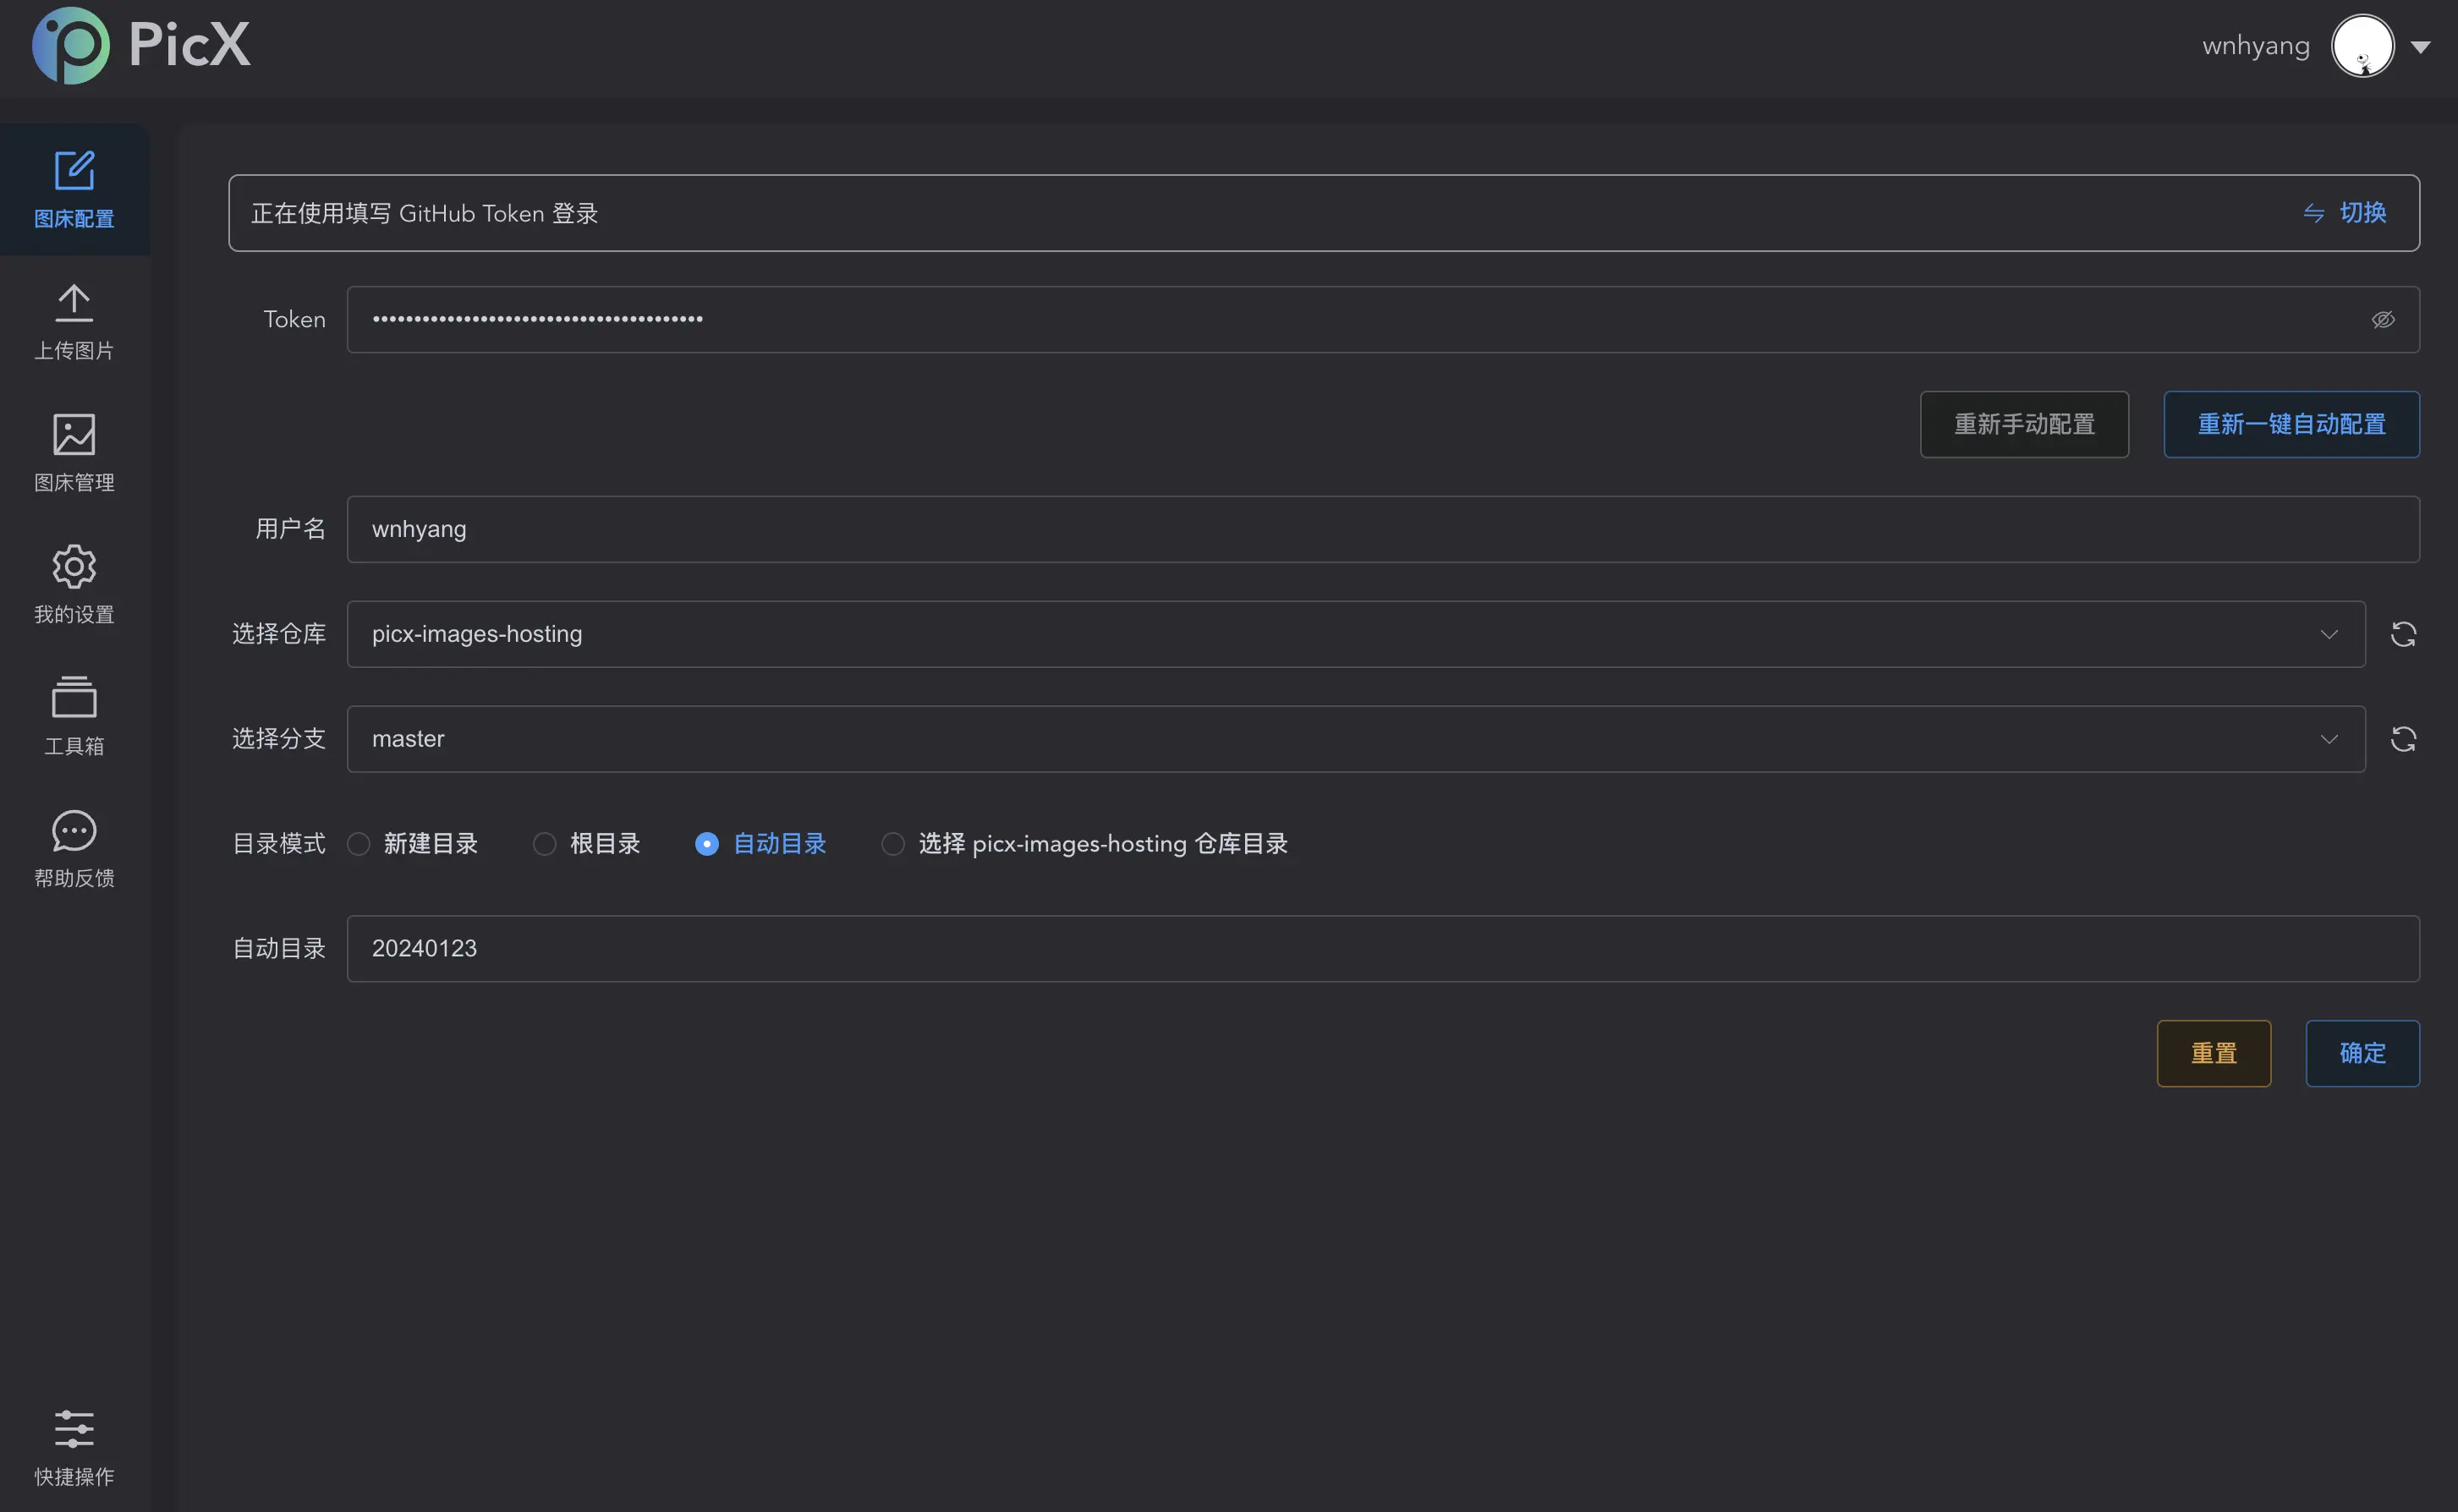 PicX
wnhyang
图床配置
上传图片
图床管理
我的设置
工具箱
帮助反馈
快捷操作
正在使用填写 GitHub Token 登录
切换
Token
••••••••••••••••••••••••••••••••••••••••
重新手动配置
重新一键自动配置
用户名
wnhyang
选择仓库
picx-images-hosting
选择分支
master
目录模式
新建目录
根目录
自动目录
选择 picx-images-hosting 仓库目录
自动目录
20240123
重置
确定